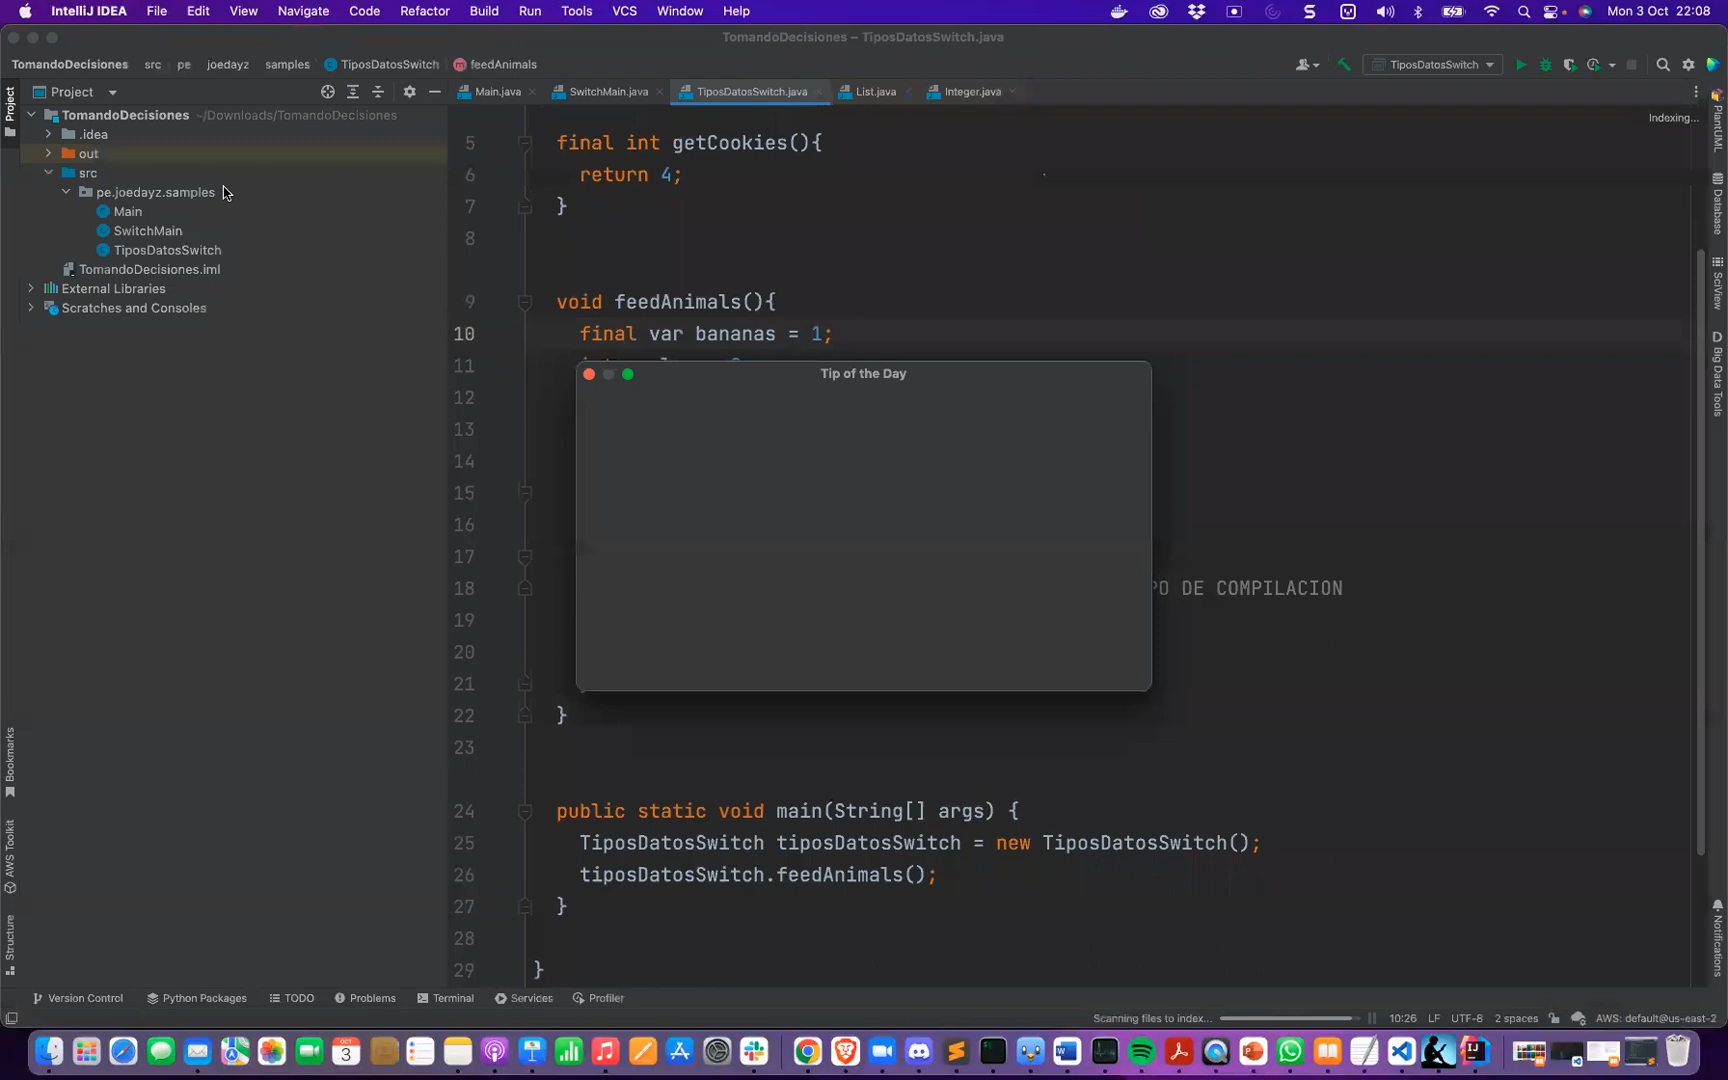 IntelliJ IDEA File Edit View Navigate Code Refactor Build Run Tools VCS Window Help Mon 3 Oct 22:08
TomandoDecisiones – TiposDatosSwitch.java
TomandoDecisiones src pe joedayz samples TiposDatosSwitch feedAnimals TiposDatosSwitch
Project
Project
Main.java SwitchMain.java TiposDatosSwitch.java List.java Integer.java
TomandoDecisiones ~/Downloads/TomandoDecisiones
.idea
out
src
pe.joedayz.samples
Main
SwitchMain
TiposDatosSwitch
TomandoDecisiones.iml
External Libraries
Scratches and Consoles
Indexing...
5 final int getCookies(){
6 return 4;
7 }
8
9 void feedAnimals(){
10 final var bananas = 1;
11
12
13
14
15
16
17
18 PO DE COMPILACION
19
20
21
22 }
23
24 public static void main(String[] args) {
25 TiposDatosSwitch tiposDatosSwitch = new TiposDatosSwitch();
26 tiposDatosSwitch.feedAnimals();
27 }
28
29 }
Tip of the Day
PlantUML
Database
SciView
D Big Data Tools
Notifications
Bookmarks
AWS Toolkit
Structure
Version Control Python Packages TODO Problems Terminal Services Profiler
Scanning files to index... 10:26 LF UTF-8 2 spaces AWS: default@us-east-2
OCT
3